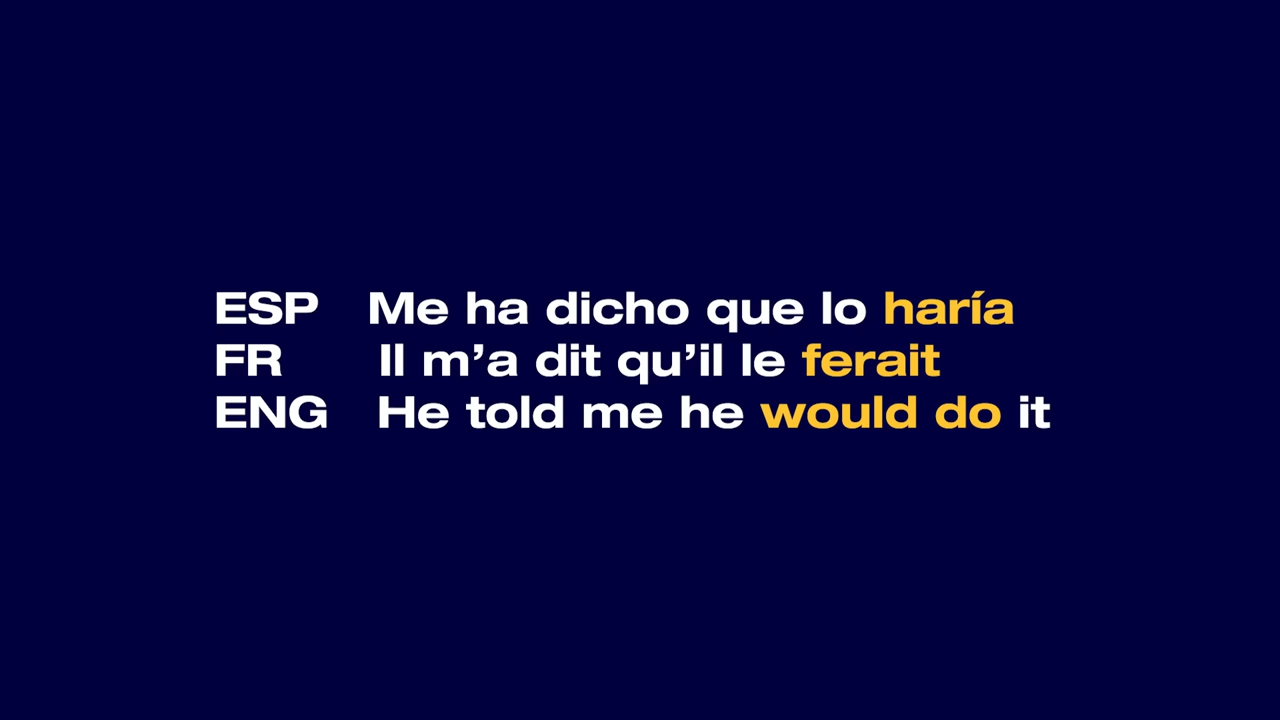 ESP Me ha dicho que lo haría
FR Il m’a dit qu’il le ferait
ENG He told me he would do it